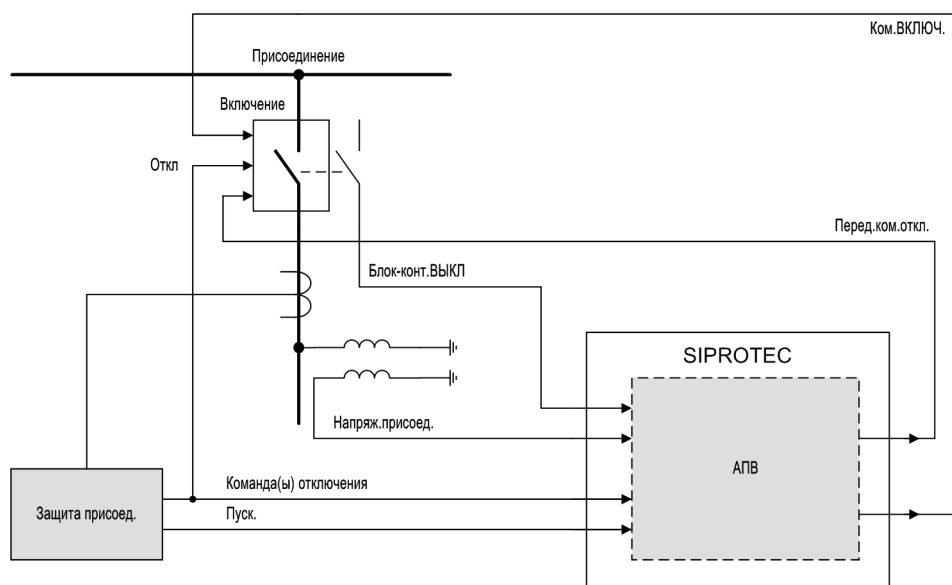 Ком.ВКЛЮЧ.
Присоединение
Включение
Откл
Перед.ком.откл.
Блок-конт.ВЫКЛ
SIPROTEC
Напряж.присоед.
АПВ
Команда(ы) отключения
Защита присоед.
Пуск.